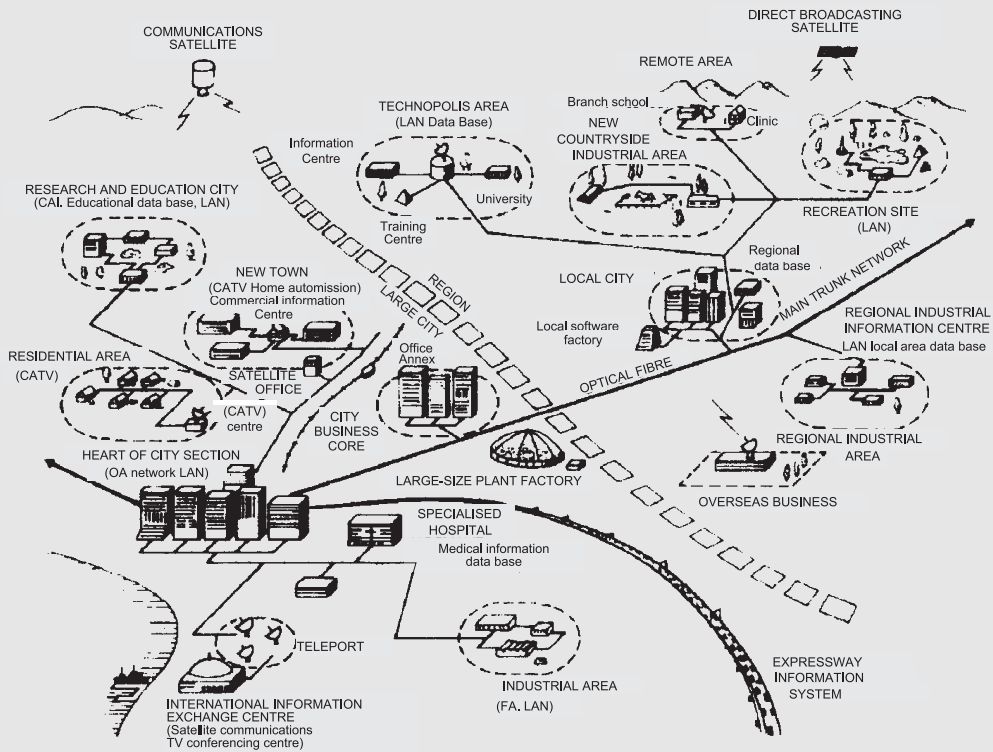 COMMUNICATIONS
SATELLITE
DIRECT BROADCASTING
SATELLITE
REMOTE AREA
Branch school
Clinic
TECHNOPOLIS AREA
(LAN Data Base)
Information
Centre
University
Training
Centre
NEW
COUNTRYSIDE
INDUSTRIAL AREA
RECREATION SITE
(LAN)
RESEARCH AND EDUCATION CITY
(CAI. Educational data base, LAN)
NEW TOWN
(CATV Home automission)
Commercial information
Centre
REGION
LARGE CITY
LOCAL CITY
Regional
data base
Local software
factory
MAIN TRUNK NETWORK
REGIONAL INDUSTRIAL
INFORMATION CENTRE
LAN local area data base
RESIDENTIAL AREA
(CATV)
SATELLITE
OFFICE
(CATV)
centre
Office
Annex
CITY
BUSINESS
CORE
OPTICAL FIBRE
REGIONAL INDUSTRIAL
AREA
HEART OF CITY SECTION
(OA network LAN)
LARGE-SIZE PLANT FACTORY
OVERSEAS BUSINESS
SPECIALISED
HOSPITAL
Medical information
data base
TELEPORT
INTERNATIONAL INFORMATION
EXCHANGE CENTRE
(Satellite communications
TV conferencing centre)
INDUSTRIAL AREA
(FA. LAN)
EXPRESSWAY
INFORMATION
SYSTEM